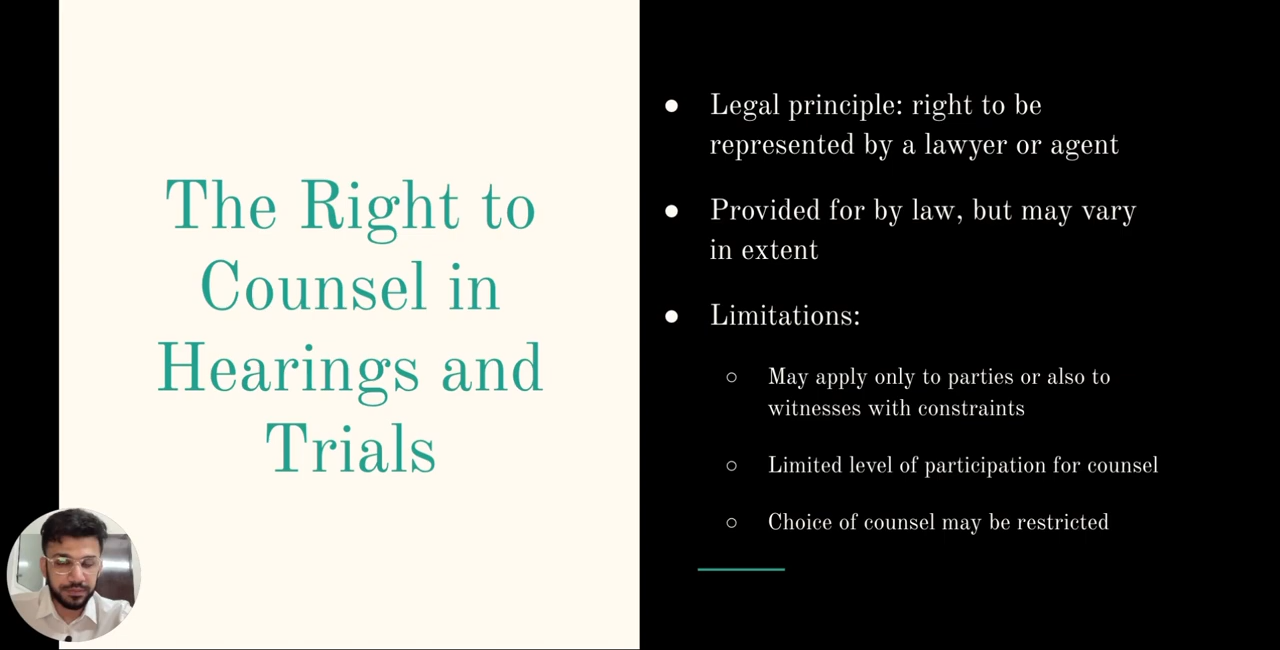 The Right to
Counsel in
Hearings and
Trials
● Legal principle: right to be
represented by a lawyer or agent
● Provided for by law, but may vary
in extent
● Limitations:
○ May apply only to parties or also to
witnesses with constraints
○ Limited level of participation for counsel
○ Choice of counsel may be restricted